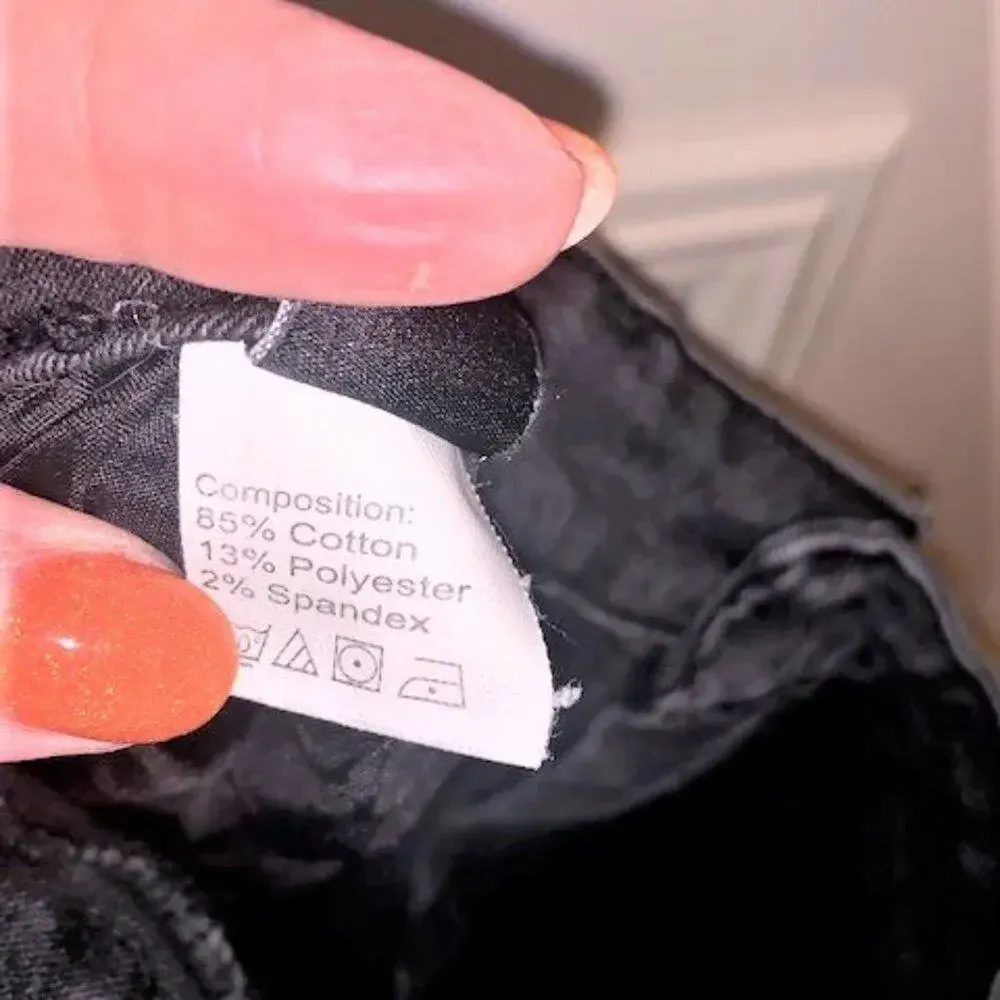 Composition:
85% Cotton
13% Polyester
2% Spandex